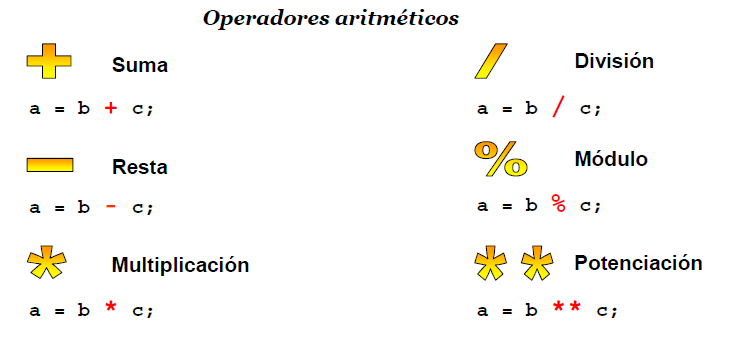 Operadores aritméticos
+ Suma
a = b + c;
- Resta
a = b - c;
* Multiplicación
a = b * c;
/ División
a = b / c;
% Módulo
a = b % c;
** Potenciación
a = b ** c;